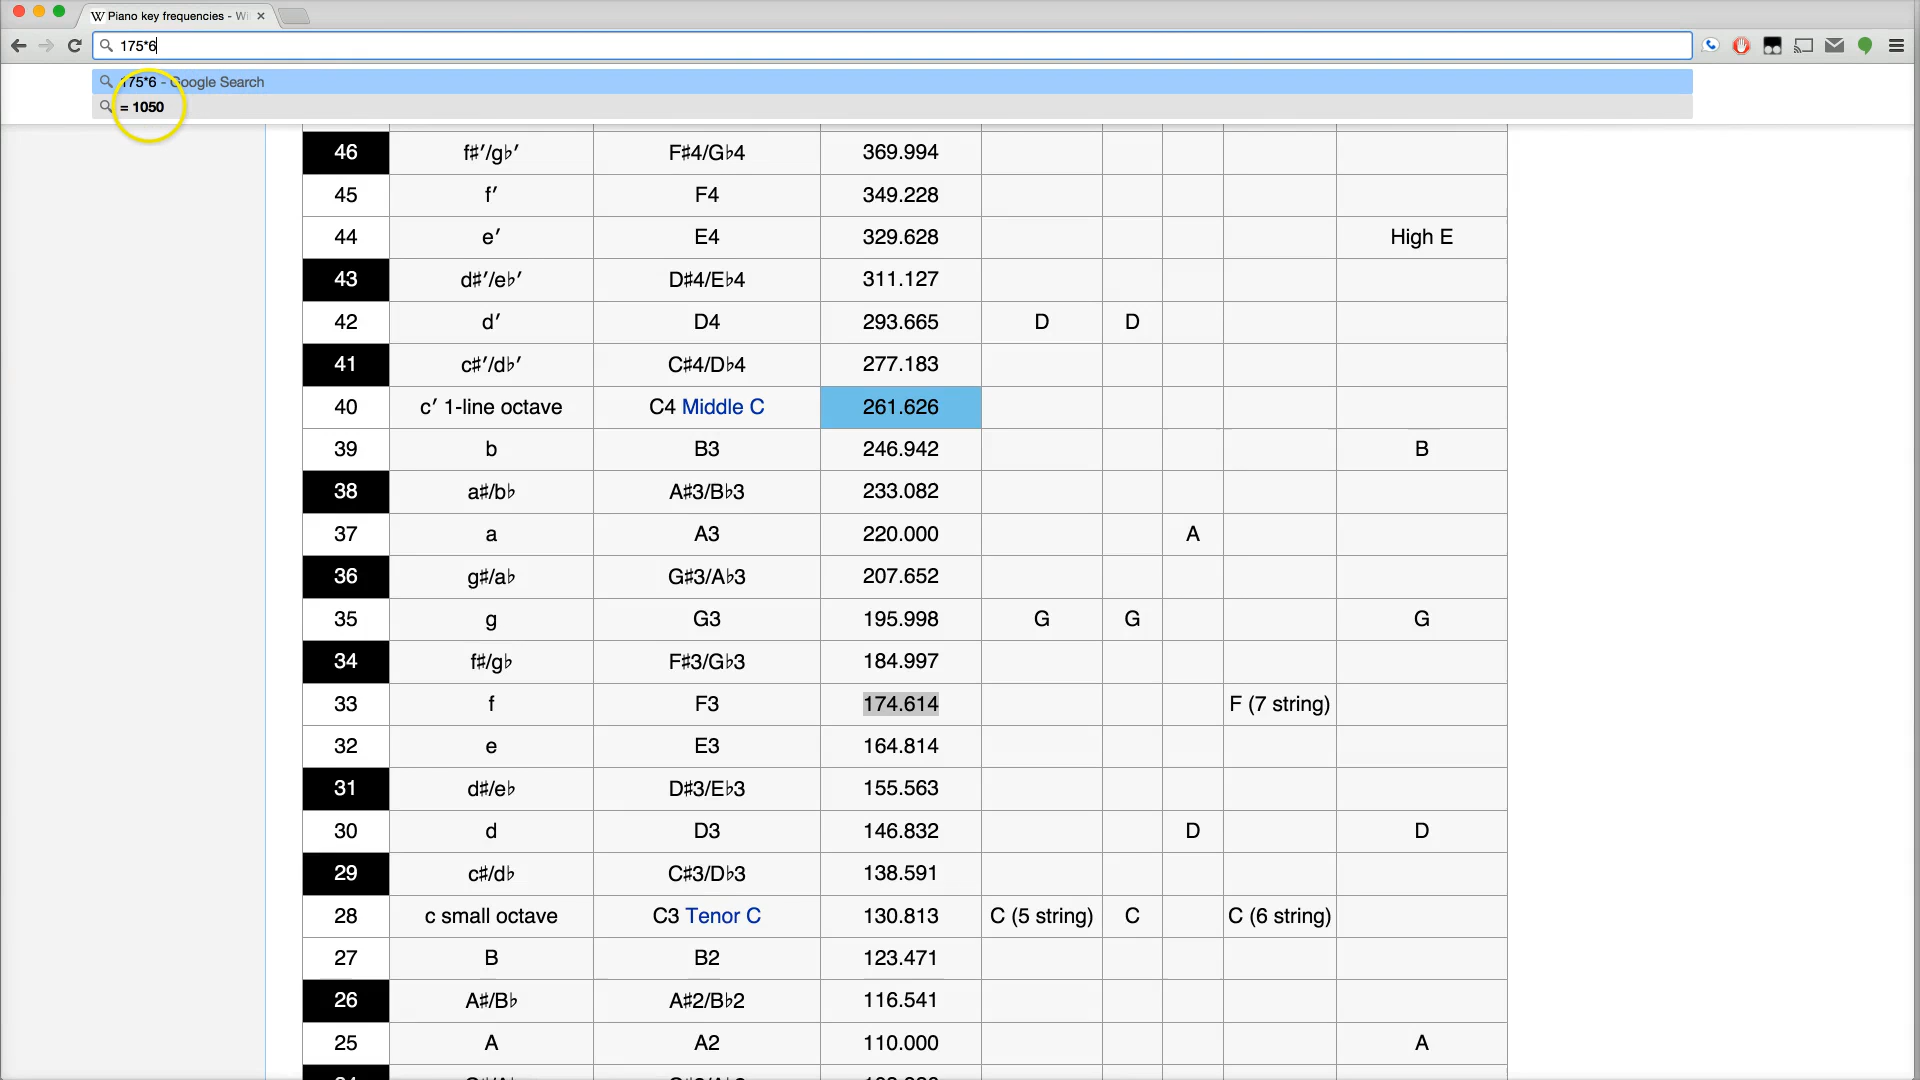 Piano key frequencies - Wi
175*6
175*6 - Google Search
= 1050
46 f♯′/g♭′ F♯4/G♭4 369.994
45 f′ F4 349.228
44 e′ E4 329.628 High E
43 d♯′/e♭′ D♯4/E♭4 311.127
42 d′ D4 293.665 D D
41 c♯′/d♭′ C♯4/D♭4 277.183
40 c′ 1-line octave C4 Middle C 261.626
39 b B3 246.942 B
38 a♯/b♭ A♯3/B♭3 233.082
37 a A3 220.000 A
36 g♯/a♭ G♯3/A♭3 207.652
35 g G3 195.998 G G G
34 f♯/g♭ F♯3/G♭3 184.997
33 f F3 174.614 F (7 string)
32 e E3 164.814
31 d♯/e♭ D♯3/E♭3 155.563
30 d D3 146.832 D D
29 c♯/d♭ C♯3/D♭3 138.591
28 c small octave C3 Tenor C 130.813 C (5 string) C C (6 string)
27 B B2 123.471
26 A♯/B♭ A♯2/B♭2 116.541
25 A A2 110.000 A